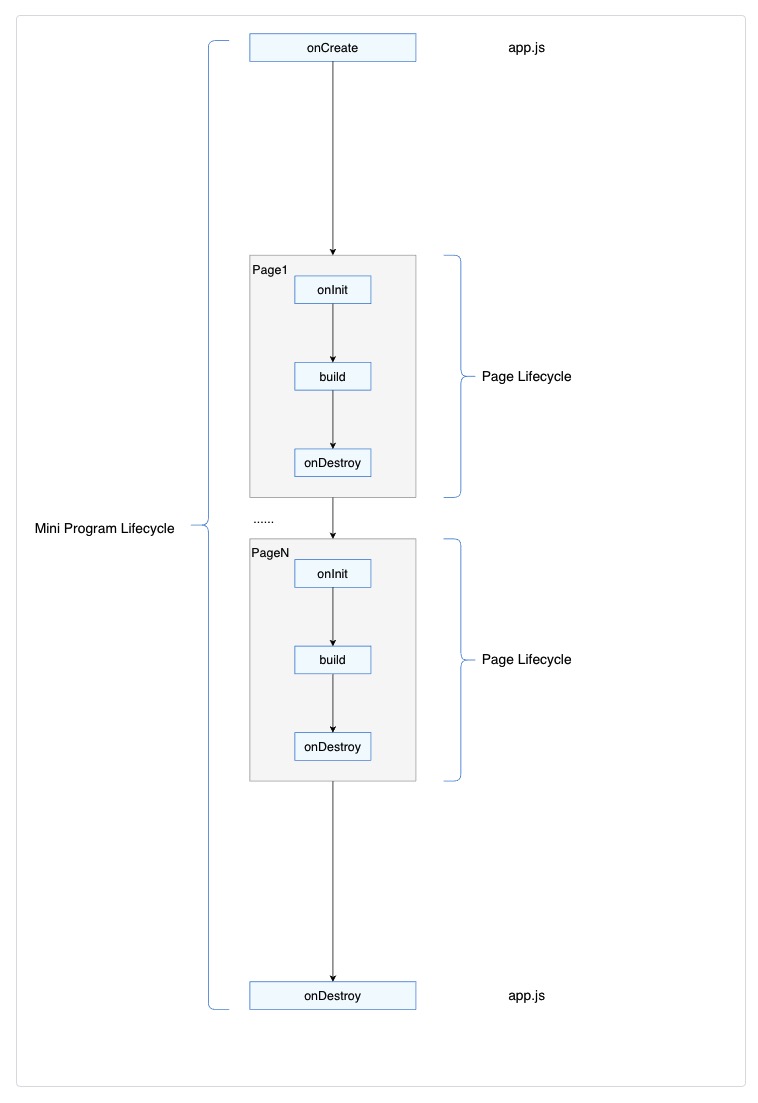 onCreate
app.js
Page1
onInit
build
Page Lifecycle
onDestroy
......
Mini Program Lifecycle
PageN
onInit
build
Page Lifecycle
onDestroy
onDestroy
app.js